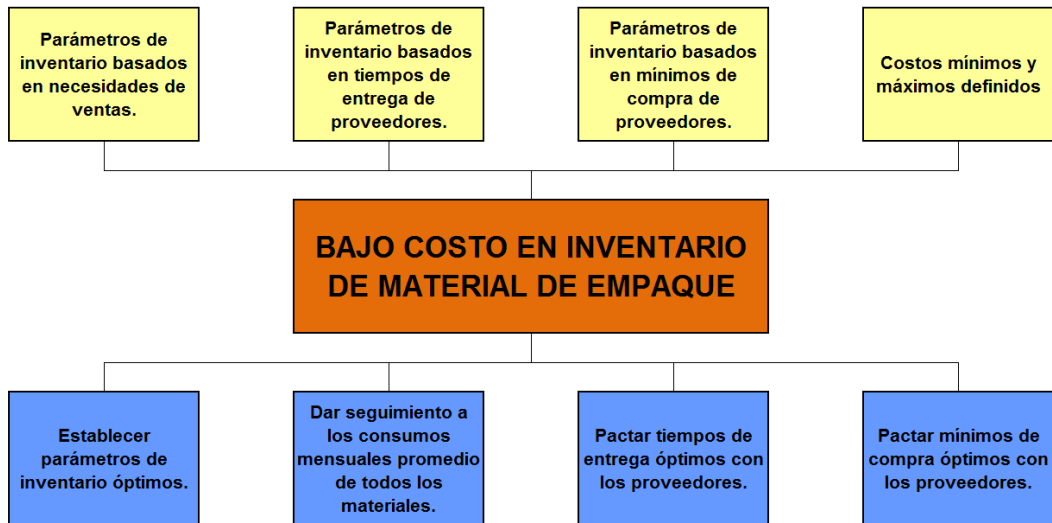 Parámetros de
inventario basados
en necesidades de
ventas.
Parámetros de
inventario basados
en tiempos de
entrega de
proveedores.
Parámetros de
inventario basados
en mínimos de
compra de
proveedores.
Costos mínimos y
máximos definidos
BAJO COSTO EN INVENTARIO
DE MATERIAL DE EMPAQUE
Establecer
parámetros de
inventario óptimos.
Dar seguimiento a
los consumos
mensuales promedio
de todos los
materiales.
Pactar tiempos de
entrega óptimos con
los proveedores.
Pactar mínimos de
compra óptimos con
los proveedores.